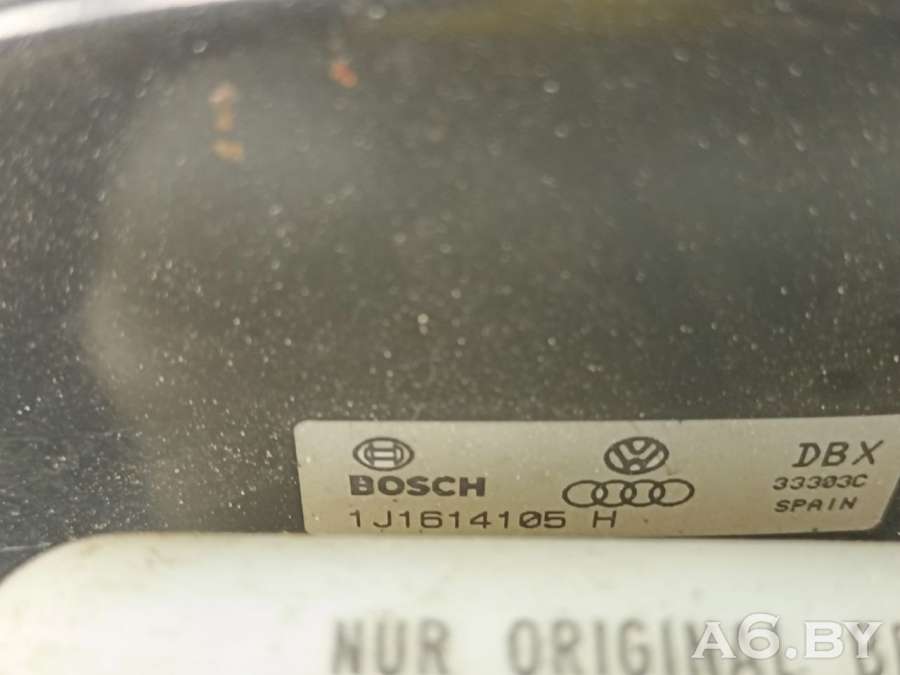 BOSCH
DBX
33303C
SPAIN
1J1614105 H
NUR ORIGINAL
A6.BY